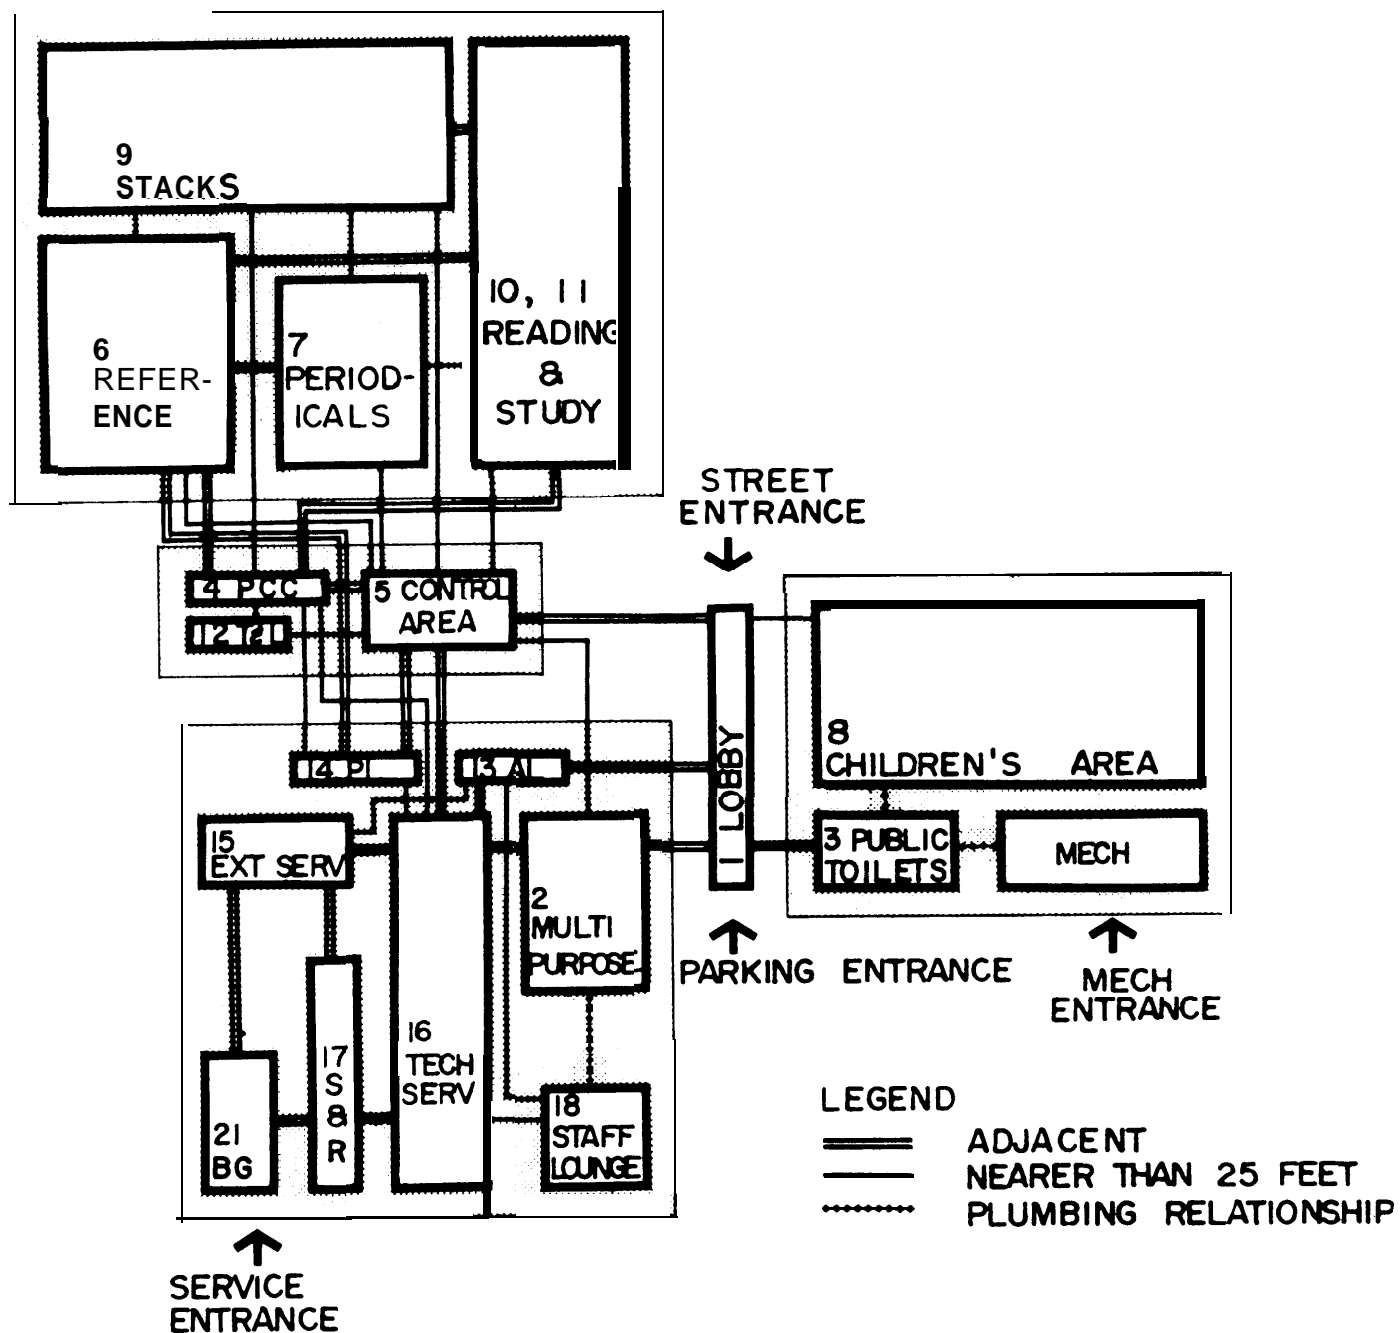 9
STACKS
6
REFER-
ENCE
7
PERIOD-
ICALS
10, 11
READING
&
STUDY
STREET
ENTRANCE
4 PCC
5 CONTROL
AREA
12
1 LOBBY
8
CHILDREN'S AREA
14 P
13 A
3 PUBLIC
TOILETS
MECH
15
EXT SERV
2
MULTI
PURPOSE
PARKING ENTRANCE
MECH
ENTRANCE
16
TECH
SERV
17
S
&
R
18
STAFF
LOUNGE
21
BG
LEGEND
ADJACENT
NEARER THAN 25 FEET
PLUMBING RELATIONSHIP
SERVICE
ENTRANCE